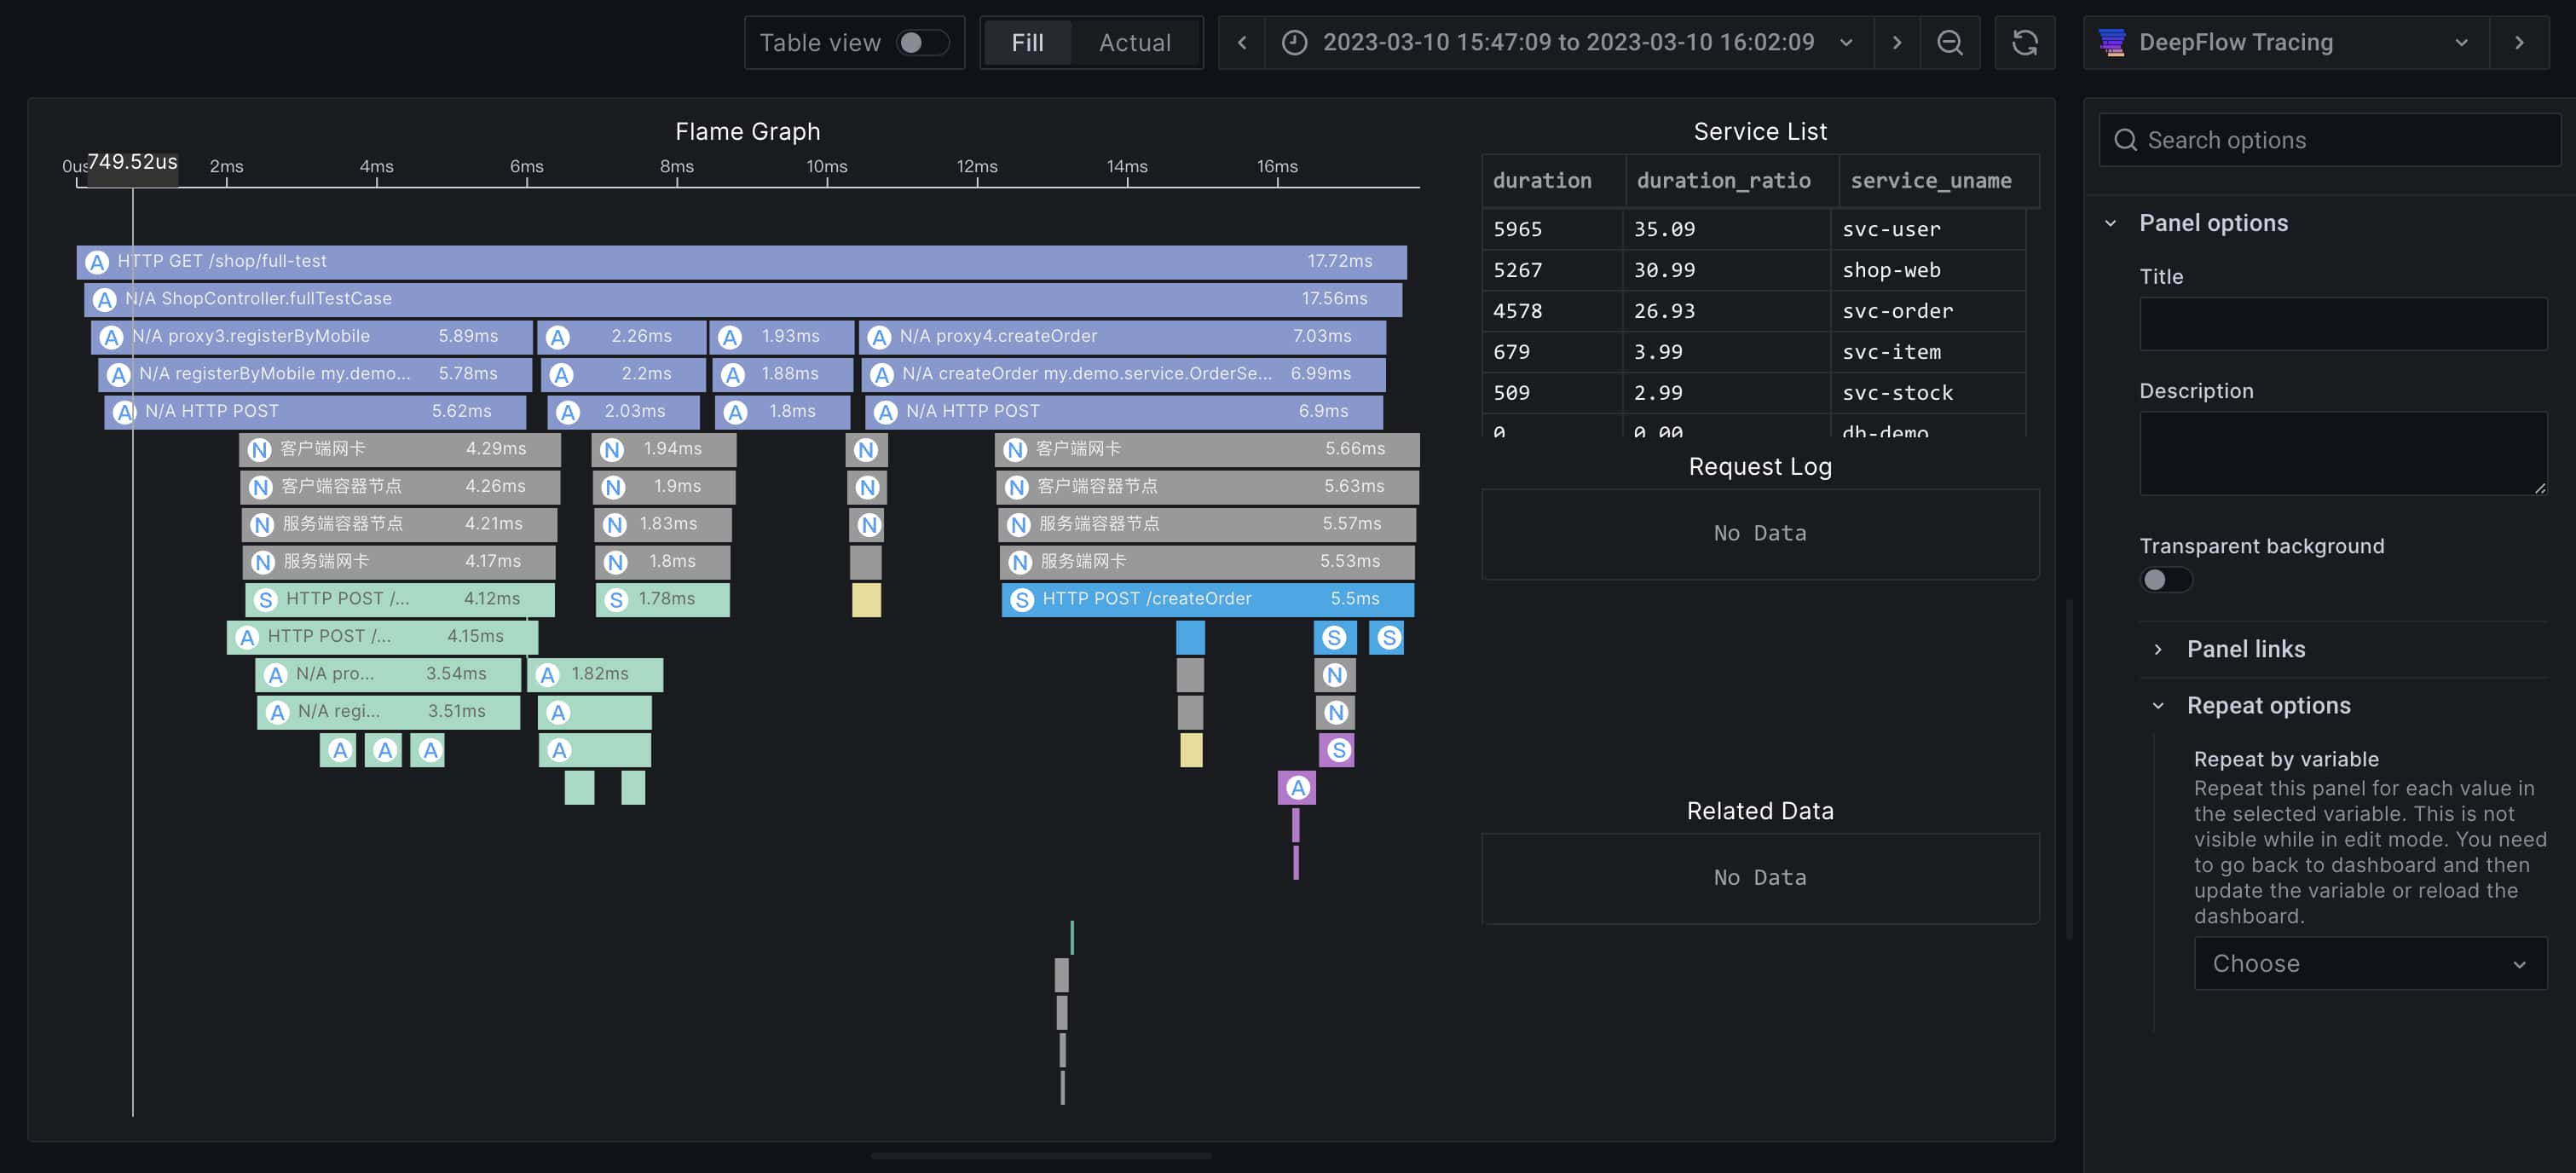 Table view
Fill
Actual
2023-03-10 15:47:09 to 2023-03-10 16:02:09
DeepFlow Tracing
Flame Graph
0us 749.52us 2ms 4ms 6ms 8ms 10ms 12ms 14ms 16ms
A HTTP GET /shop/full-test 17.72ms
A N/A ShopController.fullTestCase 17.56ms
A N/A proxy3.registerByMobile 5.89ms A 2.26ms A 1.93ms A N/A proxy4.createOrder 7.03ms
A N/A registerByMobile my.demo... 5.78ms A 2.2ms A 1.88ms A N/A createOrder my.demo.service.OrderSe... 6.99ms
A N/A HTTP POST 5.62ms A 2.03ms A 1.8ms A N/A HTTP POST 6.9ms
N 客户端网卡 4.29ms N 1.94ms N N 客户端网卡 5.66ms
N 客户端容器节点 4.26ms N 1.9ms N N 客户端容器节点 5.63ms
N 服务端容器节点 4.21ms N 1.83ms N N 服务端容器节点 5.57ms
N 服务端网卡 4.17ms N 1.8ms N 服务端网卡 5.53ms
S HTTP POST /... 4.12ms S 1.78ms S HTTP POST /createOrder 5.5ms
A HTTP POST /... 4.15ms S S
A N/A pro... 3.54ms A 1.82ms N
A N/A regi... 3.51ms A N
A A A A S
A
Service List
duration duration_ratio service_uname
5965 35.09 svc-user
5267 30.99 shop-web
4578 26.93 svc-order
679 3.99 svc-item
509 2.99 svc-stock
0 0.00 db-demo
Request Log
No Data
Related Data
No Data
Search options
Panel options
Title
Description
Transparent background
Panel links
Repeat options
Repeat by variable
Repeat this panel for each value in
the selected variable. This is not
visible while in edit mode. You need
to go back to dashboard and then
update the variable or reload the
dashboard.
Choose